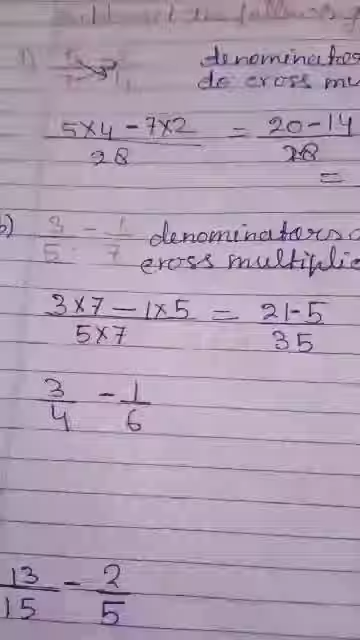 1) denominators
do cross mu
5×4-7×2/28 = 20-14/28
=
b) 3/5 - 1/7 denominators
cross multiplic
3×7-1×5/5×7 = 21-5/35
3/4 - 1/6
13/15 - 2/5